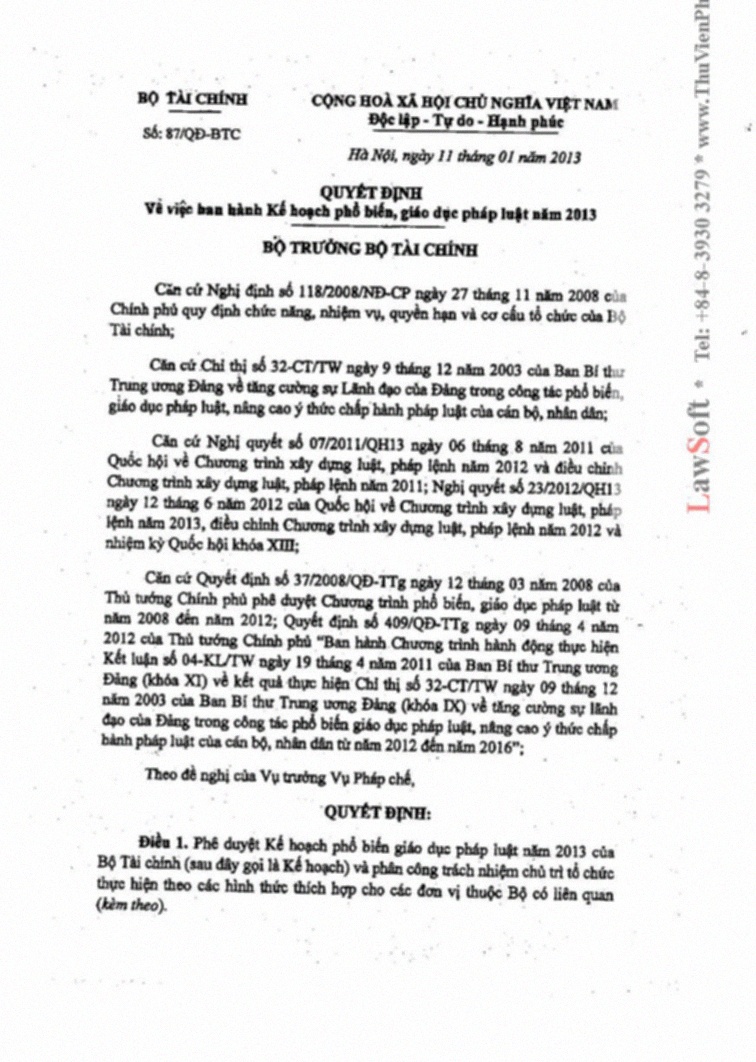 BỘ TÀI CHÍNH
CỘNG HOÀ XÃ HỘI CHỦ NGHĨA VIỆT NAM
Độc lập - Tự do - Hạnh phúc
Số: 87/QĐ-BTC
Hà Nội, ngày 11 tháng 01 năm 2013
QUYẾT ĐỊNH
Về việc ban hành Kế hoạch phổ biến, giáo dục pháp luật năm 2013
BỘ TRƯỞNG BỘ TÀI CHÍNH
Căn cứ Nghị định số 118/2008/NĐ-CP ngày 27 tháng 11 năm 2008 của
Chính phủ quy định chức năng, nhiệm vụ, quyền hạn và cơ cấu tổ chức của Bộ
Tài chính;
Căn cứ Chỉ thị số 32-CT/TW ngày 9 tháng 12 năm 2003 của Ban Bí thư
Trung ương Đảng về tăng cường sự Lãnh đạo của Đảng trong công tác phổ biến,
giáo dục pháp luật, nâng cao ý thức chấp hành pháp luật của cán bộ, nhân dân;
Căn cứ Nghị quyết số 07/2011/QH13 ngày 06 tháng 8 năm 2011 của
Quốc hội về Chương trình xây dựng luật, pháp lệnh năm 2012 và điều chỉnh
Chương trình xây dựng luật, pháp lệnh năm 2011; Nghị quyết số 23/2012/QH13
ngày 12 tháng 6 năm 2012 của Quốc hội về Chương trình xây dựng luật, pháp
lệnh năm 2013, điều chỉnh Chương trình xây dựng luật, pháp lệnh năm 2012 và
nhiệm kỳ Quốc hội khóa XIII;
Căn cứ Quyết định số 37/2008/QĐ-TTg ngày 12 tháng 03 năm 2008 của
Thủ tướng Chính phủ phê duyệt Chương trình phổ biến, giáo dục pháp luật từ
năm 2008 đến năm 2012; Quyết định số 409/QĐ-TTg ngày 09 tháng 4 năm
2012 của Thủ tướng Chính phủ "Ban hành Chương trình hành động thực hiện
Kết luận số 04-KL/TW ngày 19 tháng 4 năm 2011 của Ban Bí thư Trung ương
Đảng (khóa XI) về kết quả thực hiện Chỉ thị số 32-CT/TW ngày 09 tháng 12
năm 2003 của Ban Bí thư Trung ương Đảng (khóa IX) về tăng cường sự lãnh
đạo của Đảng trong công tác phổ biến giáo dục pháp luật, nâng cao ý thức chấp
hành pháp luật của cán bộ, nhân dân từ năm 2012 đến năm 2016";
Theo đề nghị của Vụ trưởng Vụ Pháp chế,
QUYẾT ĐỊNH:
Điều 1. Phê duyệt Kế hoạch phổ biến giáo dục pháp luật năm 2013 của
Bộ Tài chính (sau đây gọi là Kế hoạch) và phân công trách nhiệm chủ trì tổ chức
thực hiện theo các hình thức thích hợp cho các đơn vị thuộc Bộ có liên quan
(kèm theo).
LawSoft * Tel: +84-8-3930 3279 * www.ThuVienPh